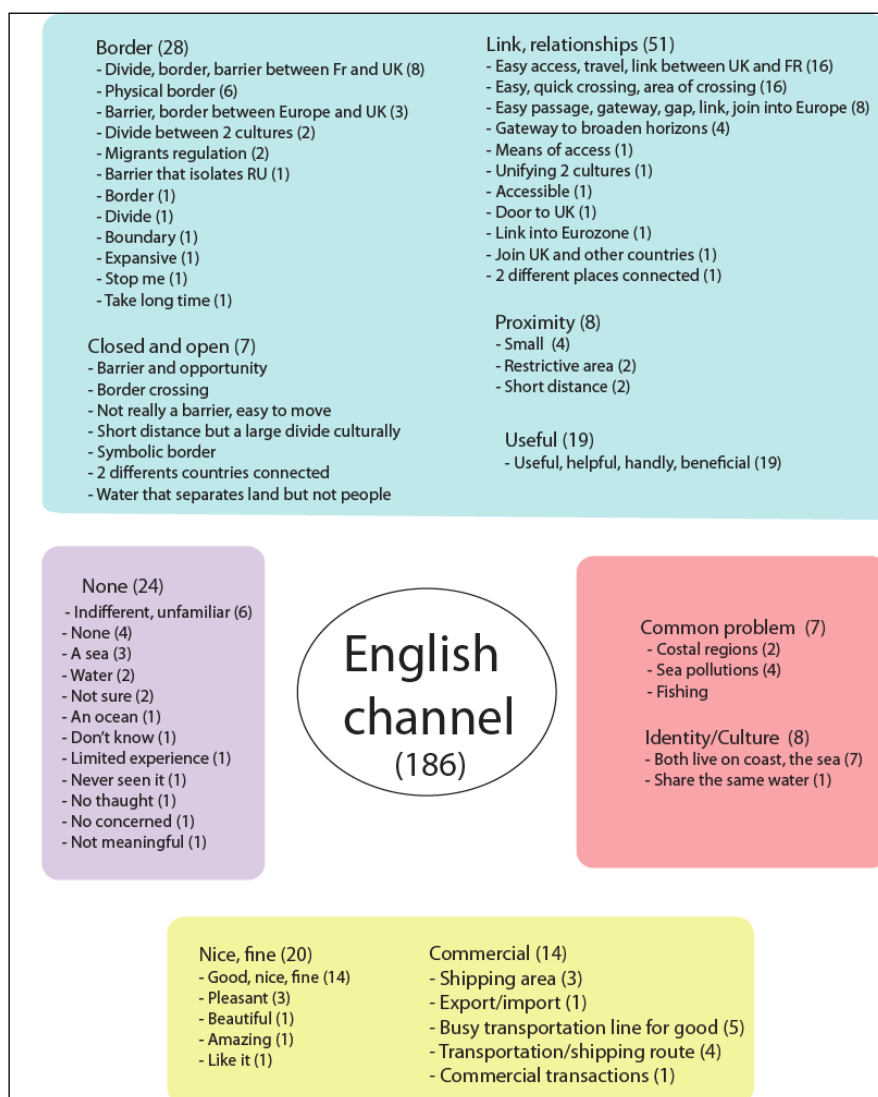 Border (28)
- Divide, border, barrier between Fr and UK (8)
- Physical border (6)
- Barrier, border between Europe and UK (3)
- Divide between 2 cultures (2)
- Migrants regulation (2)
- Barrier that isolates RU (1)
- Border (1)
- Divide (1)
- Boundary (1)
- Expansive (1)
- Stop me (1)
- Take long time (1)
Closed and open (7)
- Barrier and opportunity
- Border crossing
- Not really a barrier, easy to move
- Short distance but a large divide culturally
- Symbolic border
- 2 differents countries connected
- Water that separates land but not people
Link, relationships (51)
- Easy access, travel, link between UK and FR (16)
- Easy, quick crossing, area of crossing (16)
- Easy passage, gateway, gap, link, join into Europe (8)
- Gateway to broaden horizons (4)
- Means of access (1)
- Unifying 2 cultures (1)
- Accessible (1)
- Door to UK (1)
- Link into Eurozone (1)
- Join UK and other countries (1)
- 2 different places connected (1)
Proximity (8)
- Small (4)
- Restrictive area (2)
- Short distance (2)
Useful (19)
- Useful, helpful, handly, beneficial (19)
None (24)
- Indifferent, unfamiliar (6)
- None (4)
- A sea (3)
- Water (2)
- Not sure (2)
- An ocean (1)
- Don't know (1)
- Limited experience (1)
- Never seen it (1)
- No thought (1)
- No concerned (1)
- Not meaningful (1)
English
channel
(186)
Common problem (7)
- Costal regions (2)
- Sea pollutions (4)
- Fishing
Identity/Culture (8)
- Both live on coast, the sea (7)
- Share the same water (1)
Nice, fine (20)
- Good, nice, fine (14)
- Pleasant (3)
- Beautiful (1)
- Amazing (1)
- Like it (1)
Commercial (14)
- Shipping area (3)
- Export/import (1)
- Busy transportation line for good (5)
- Transportation/shipping route (4)
- Commercial transactions (1)